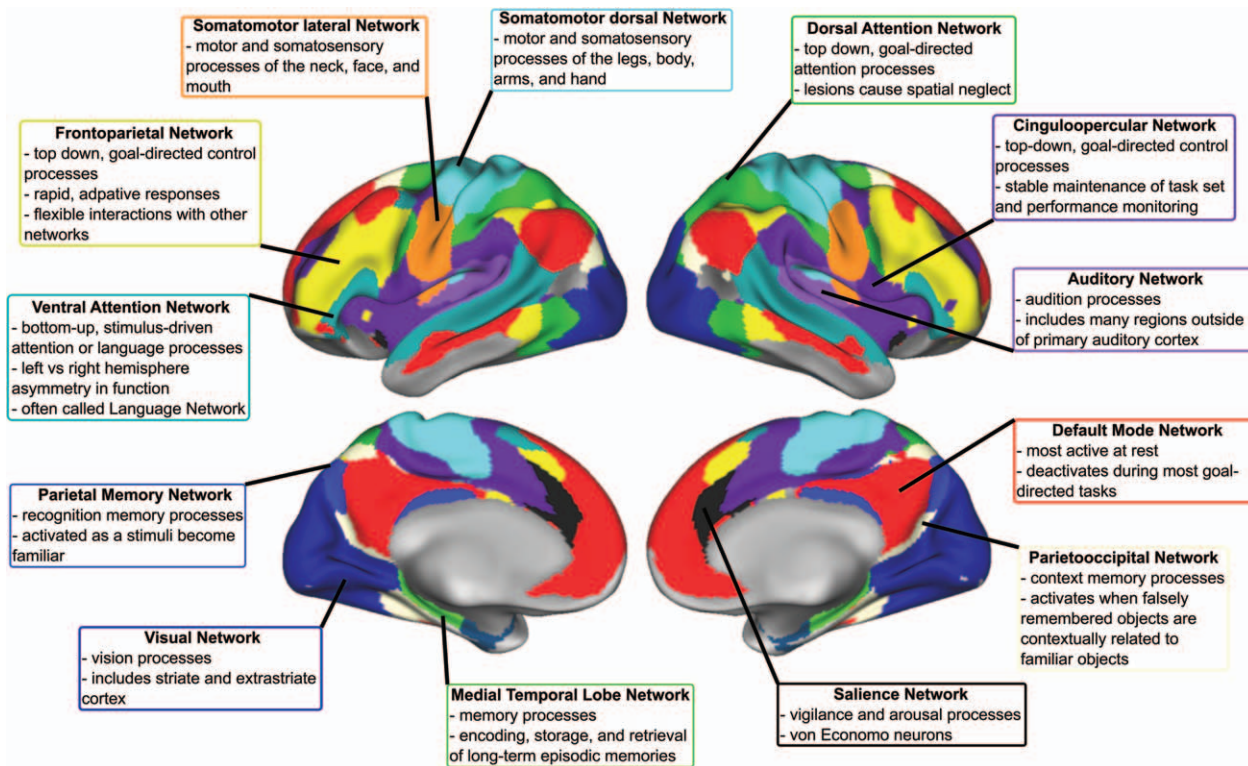 Somatomotor lateral Network
- motor and somatosensory
processes of the neck, face, and
mouth
Somatomotor dorsal Network
- motor and somatosensory
processes of the legs, body,
arms, and hand
Dorsal Attention Network
- top down, goal-directed
attention processes
- lesions cause spatial neglect
Frontoparietal Network
- top down, goal-directed control
processes
- rapid, adpative responses
- flexible interactions with other
networks
Cinguloopercular Network
- top-down, goal-directed control
processes
- stable maintenance of task set
and performance monitoring
Ventral Attention Network
- bottom-up, stimulus-driven
attention or language processes
- left vs right hemisphere
asymmetry in function
- often called Language Network
Auditory Network
- audition processes
- includes many regions outside
of primary auditory cortex
Default Mode Network
- most active at rest
- deactivates during most goal-
directed tasks
Parietal Memory Network
- recognition memory processes
- activated as a stimuli become
familiar
Parietooccipital Network
- context memory processes
- activates when falsely
remembered objects are
contextually related to
familiar objects
Visual Network
- vision processes
- includes striate and extrastriate
cortex
Medial Temporal Lobe Network
- memory processes
- encoding, storage, and retrieval
of long-term episodic memories
Salience Network
- vigilance and arousal processes
- von Economo neurons